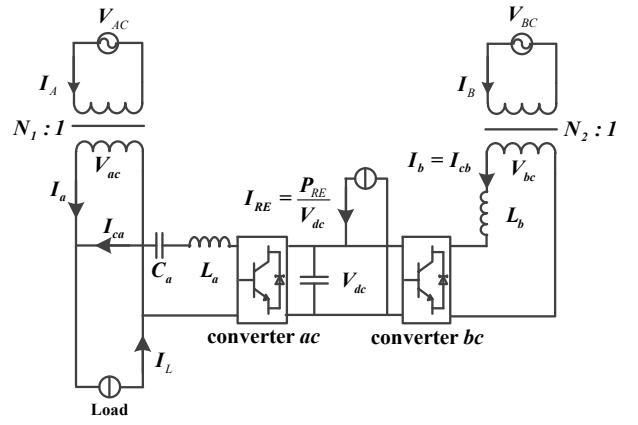 V_AC
V_BC
I_A
I_B
N_1 : 1
N_2 : 1
V_ac
V_bc
I_b = I_cb
I_a
I_RE = P_RE / V_dc
L_b
I_ca
C_a
L_a
V_dc
converter ac
converter bc
I_L
Load